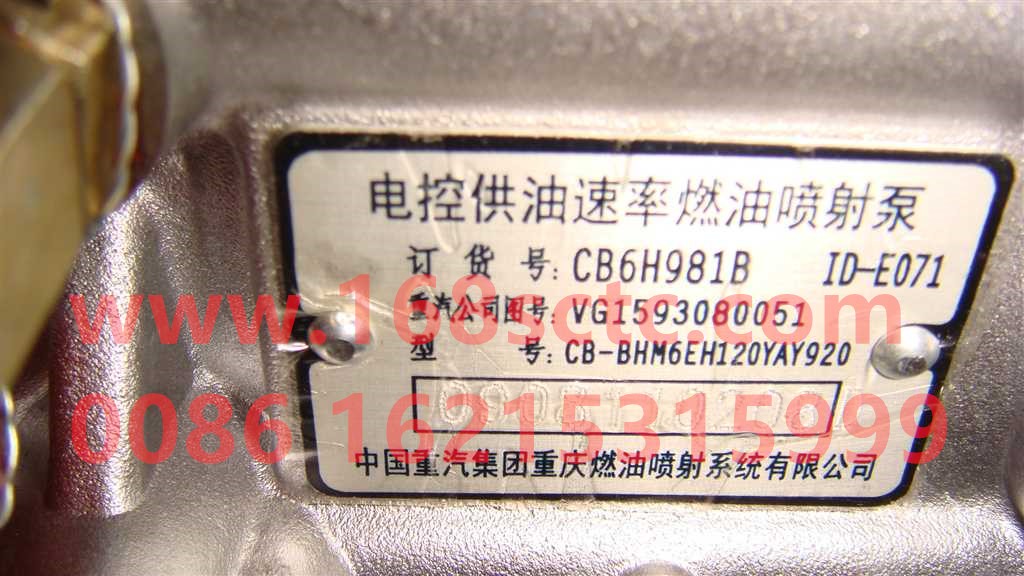 电控供油速率燃油喷射泵
订货号: CB6H981B ID-E071
重汽公司图号: VG1593080051
www.168sctc.com
型号: CB-BHM6EH120YAY920
0086 16215315999
中国重汽集团重庆燃油喷射系统有限公司